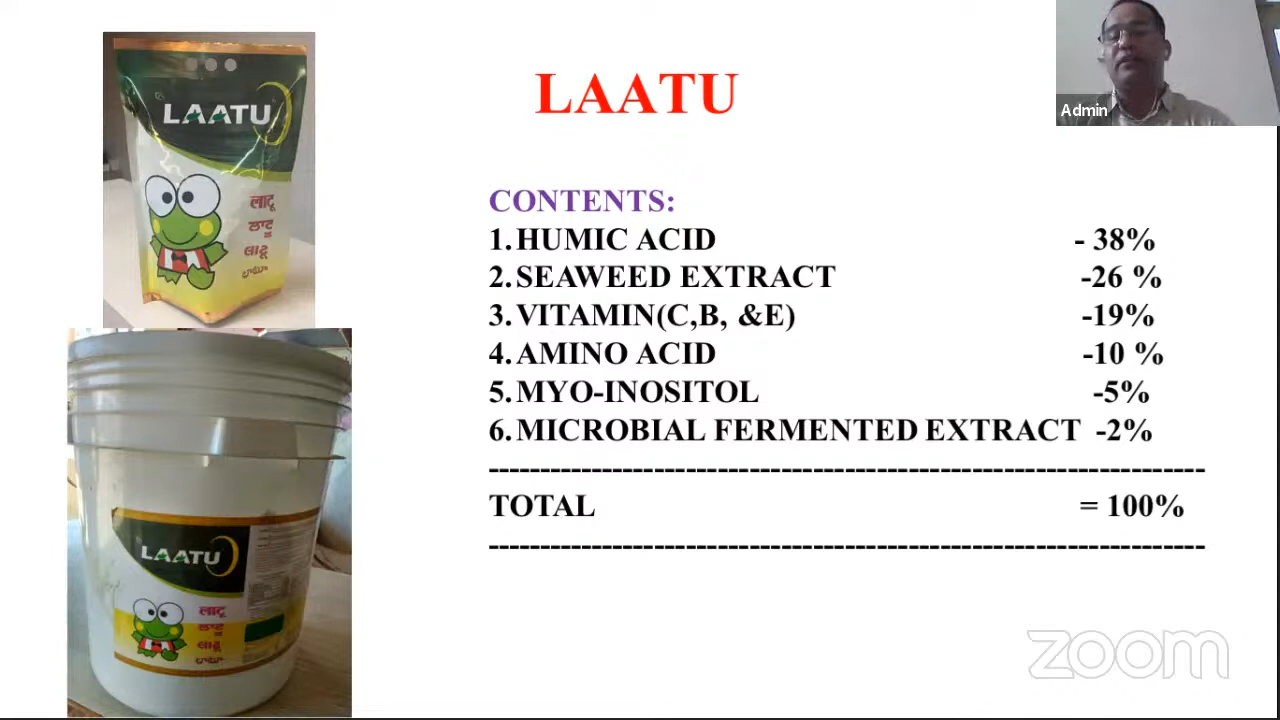 LAATU
Admin
CONTENTS:
1. HUMIC ACID - 38%
2. SEAWEED EXTRACT -26 %
3. VITAMIN(C,B, &E) -19%
4. AMINO ACID -10 %
5. MYO-INOSITOL -5%
6. MICROBIAL FERMENTED EXTRACT -2%
TOTAL = 100%
zoom
LAATU
लाटू
ਲਾਟੂ
લાટૂ
LAATU
लाटू
ਲਾਟੂ
લાટૂ